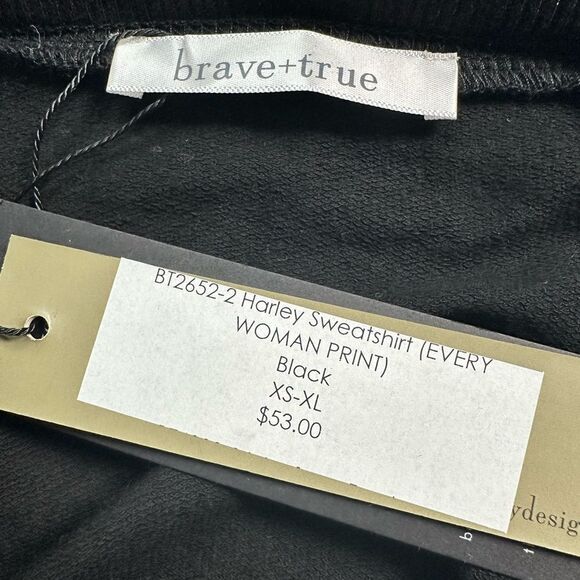 brave+true
BT2652-2 Harley Sweatshirt (EVERY
WOMAN PRINT)
Black
XS-XL
$53.00